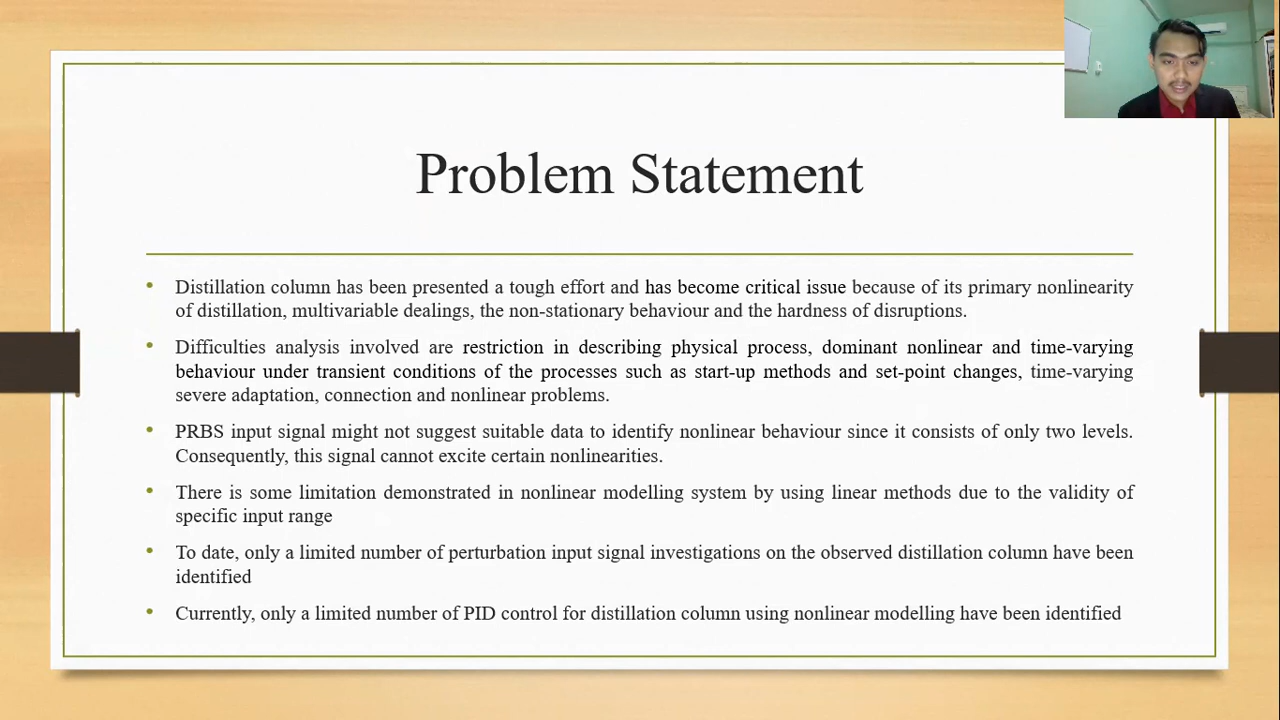 Problem Statement
• Distillation column has been presented a tough effort and has become critical issue because of its primary nonlinearity
of distillation, multivariable dealings, the non-stationary behaviour and the hardness of disruptions.
• Difficulties analysis involved are restriction in describing physical process, dominant nonlinear and time-varying
behaviour under transient conditions of the processes such as start-up methods and set-point changes, time-varying
severe adaptation, connection and nonlinear problems.
• PRBS input signal might not suggest suitable data to identify nonlinear behaviour since it consists of only two levels.
Consequently, this signal cannot excite certain nonlinearities.
• There is some limitation demonstrated in nonlinear modelling system by using linear methods due to the validity of
specific input range
• To date, only a limited number of perturbation input signal investigations on the observed distillation column have been
identified
• Currently, only a limited number of PID control for distillation column using nonlinear modelling have been identified